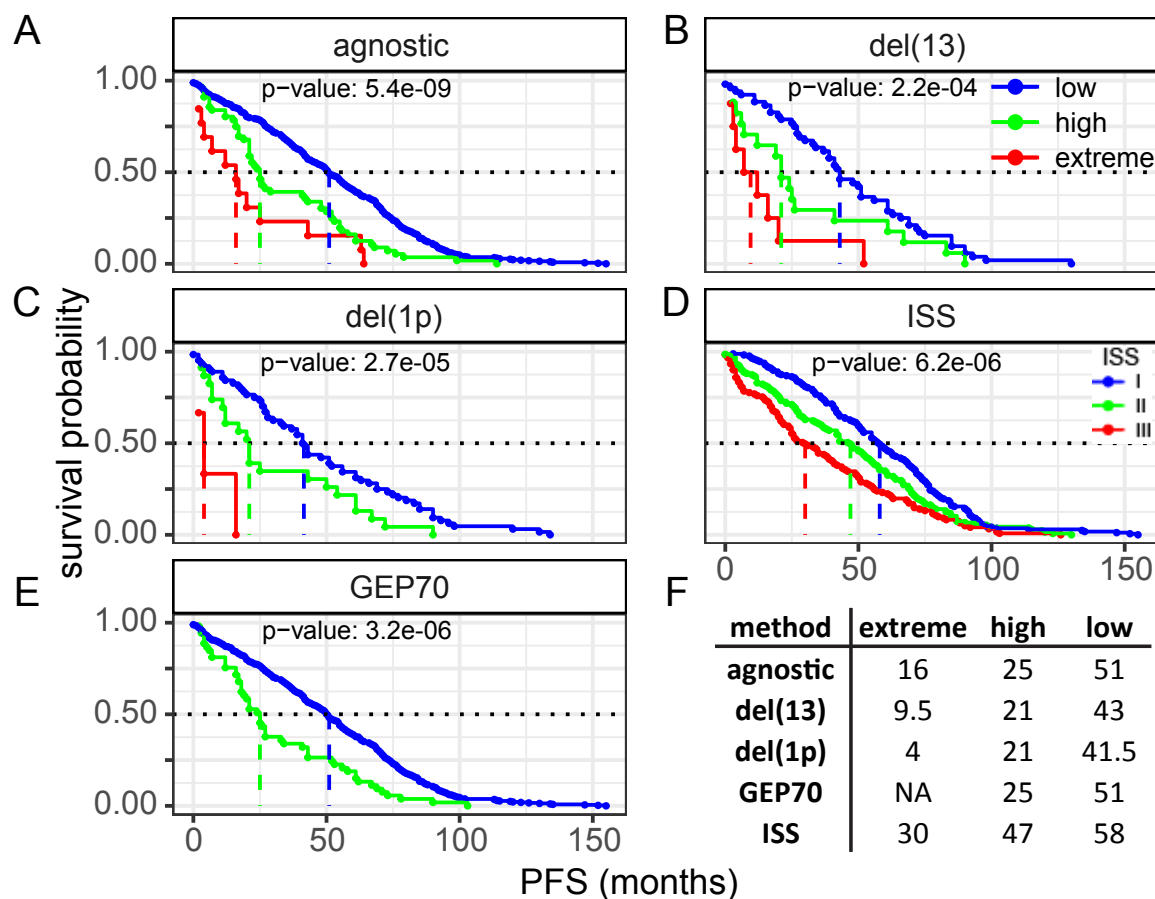 A
agnostic
p−value: 5.4e−09
1.00
0.50
0.00
B
del(13)
p−value: 2.2e−04
low
high
extreme
C
del(1p)
p−value: 2.7e−05
1.00
0.50
0.00
D
ISS
p−value: 6.2e−06
ISS
I
II
III
0 50 100 150
E
GEP70
p−value: 3.2e−06
1.00
0.50
0.00
0 50 100 150
survival probability
PFS (months)
F
method extreme high low
agnostic 16 25 51
del(13) 9.5 21 43
del(1p) 4 21 41.5
GEP70 NA 25 51
ISS 30 47 58